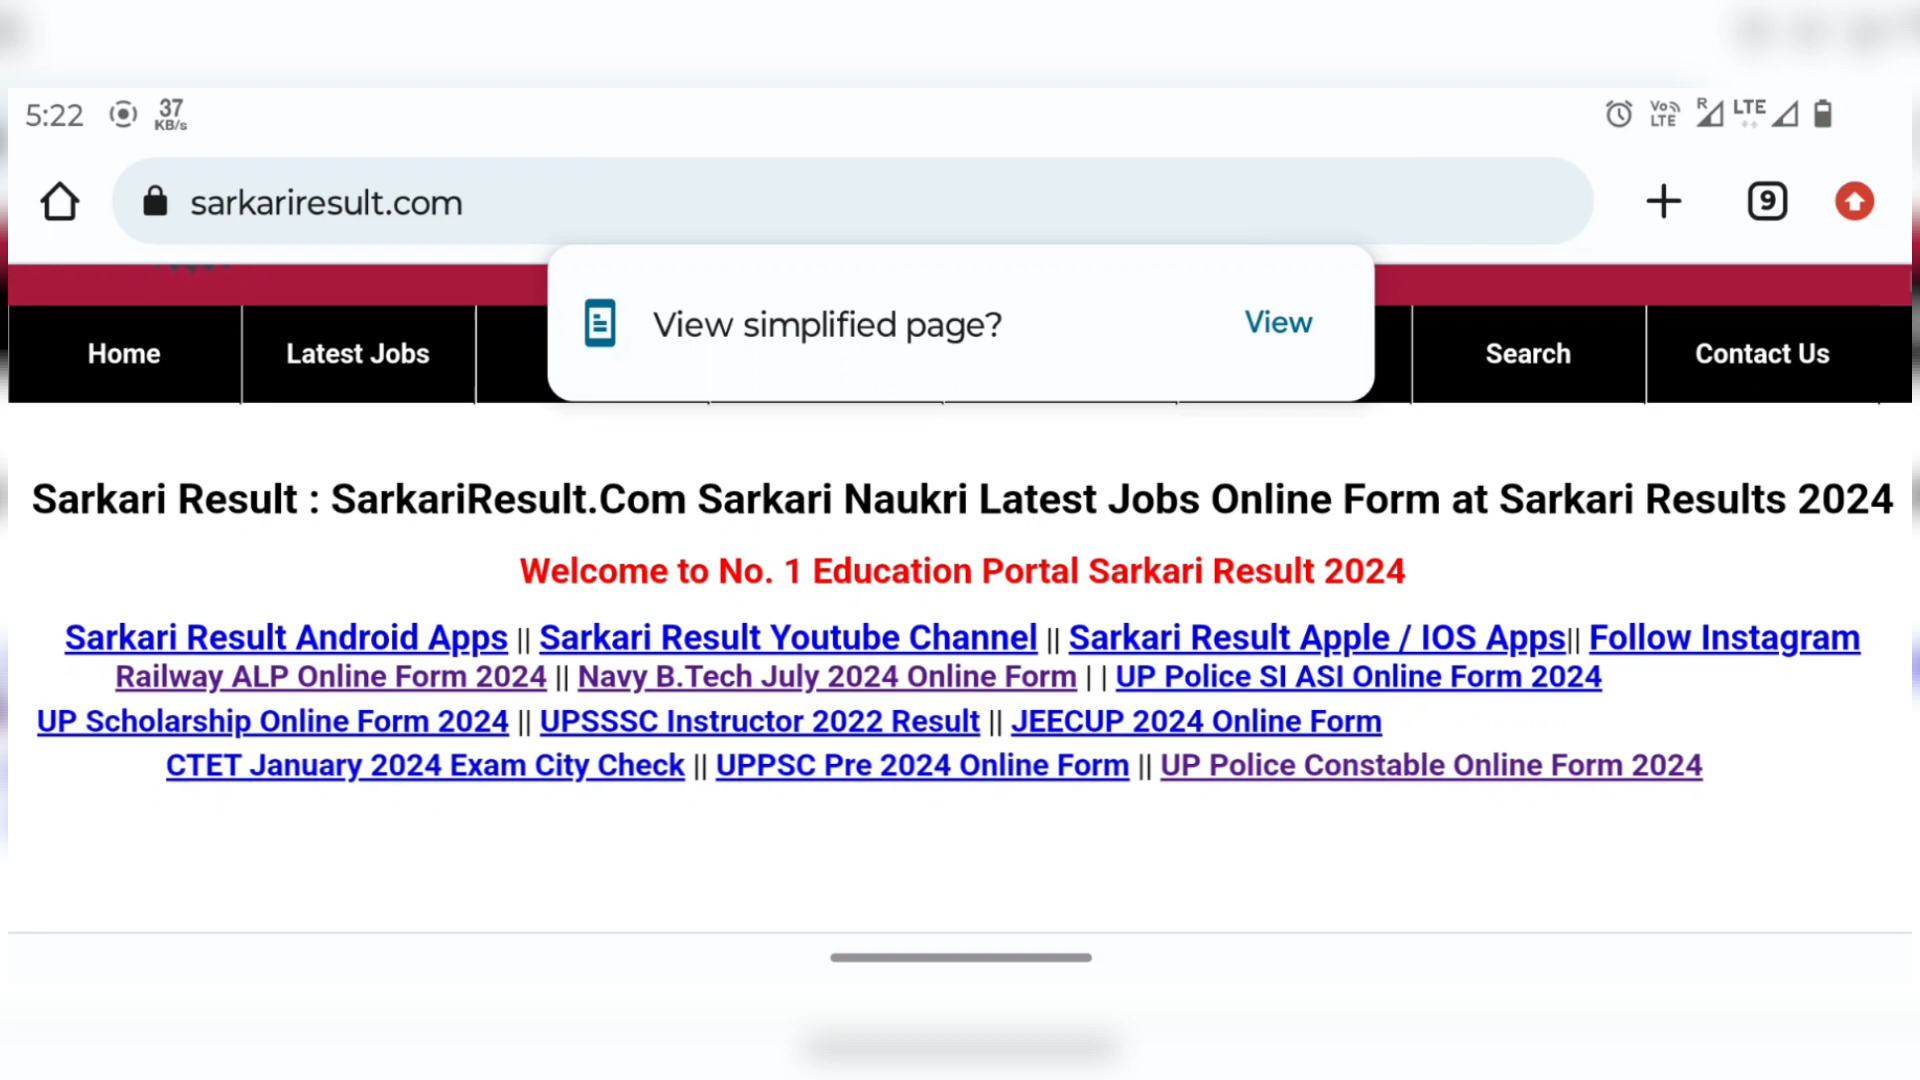 5:22 37 KB/s Vo LTE R LTE
sarkariresult.com 9
View simplified page? View
Home Latest Jobs Search Contact Us
Sarkari Result : SarkariResult.Com Sarkari Naukri Latest Jobs Online Form at Sarkari Results 2024
Welcome to No. 1 Education Portal Sarkari Result 2024
Sarkari Result Android Apps || Sarkari Result Youtube Channel || Sarkari Result Apple / IOS Apps|| Follow Instagram
Railway ALP Online Form 2024 || Navy B.Tech July 2024 Online Form | | UP Police SI ASI Online Form 2024
UP Scholarship Online Form 2024 || UPSSSC Instructor 2022 Result || JEECUP 2024 Online Form
CTET January 2024 Exam City Check || UPPSC Pre 2024 Online Form || UP Police Constable Online Form 2024